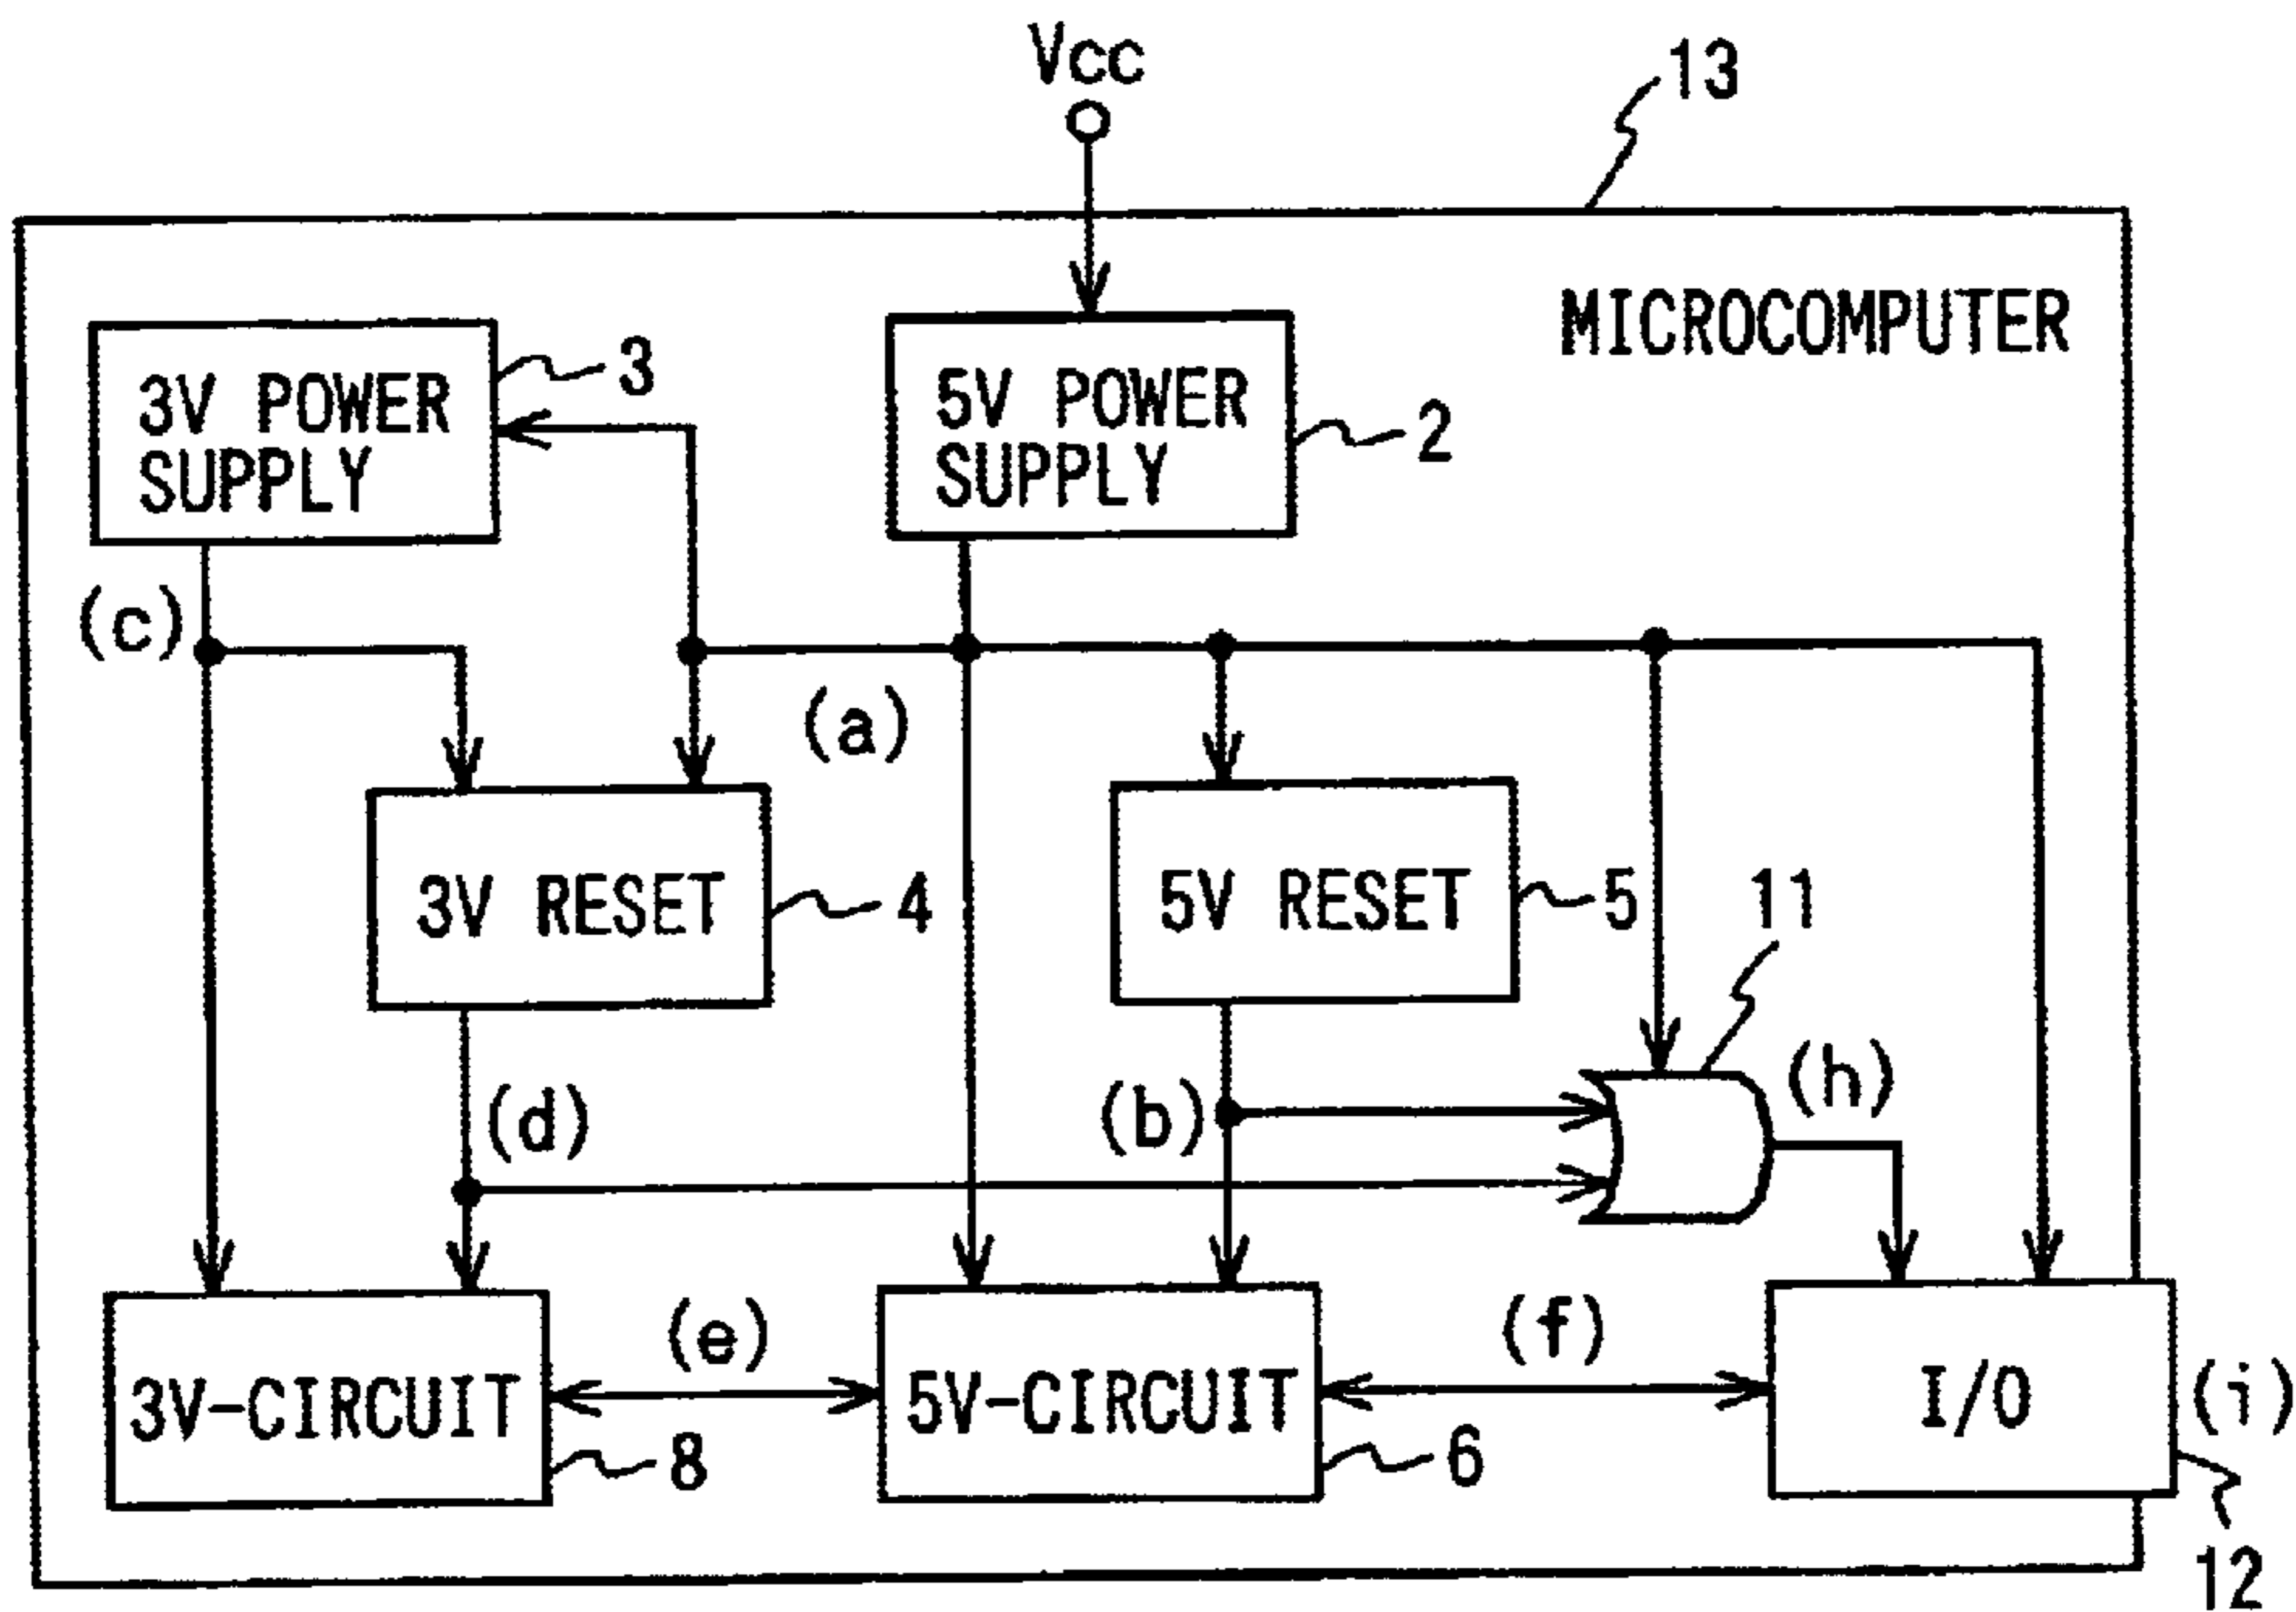 Vcc
13
MICROCOMPUTER
3V POWER
SUPPLY
3
5V POWER
SUPPLY
2
(c)
(a)
3V RESET
4
5V RESET
5
11
(d)
(b)
(h)
(e)
(f)
3V-CIRCUIT
8
5V-CIRCUIT
6
I/O
(i)
12